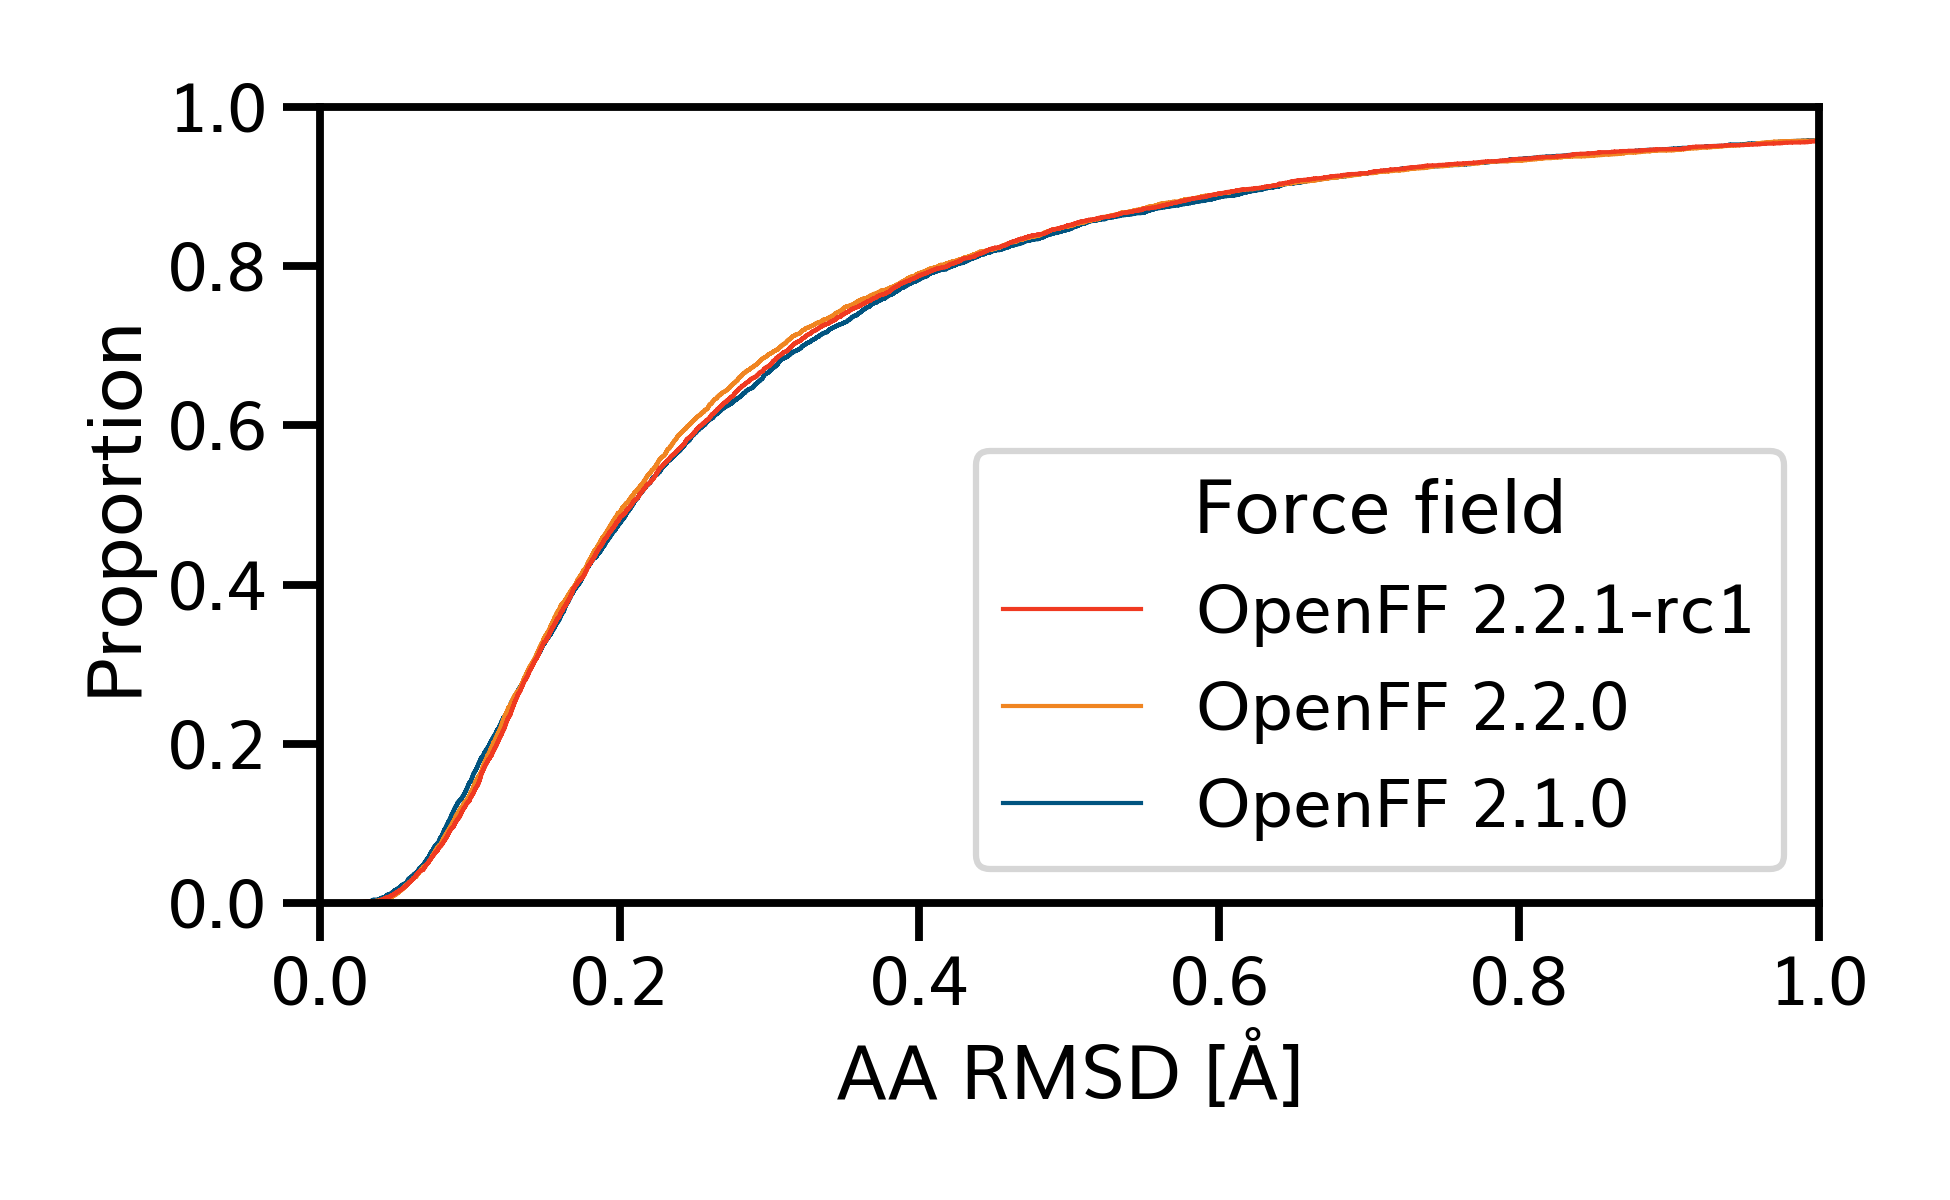 1.0
0.8
0.6
0.4
0.2
0.0
Proportion
0.0 0.2 0.4 0.6 0.8 1.0
AA RMSD [Å]
Force field
OpenFF 2.2.1-rc1
OpenFF 2.2.0
OpenFF 2.1.0